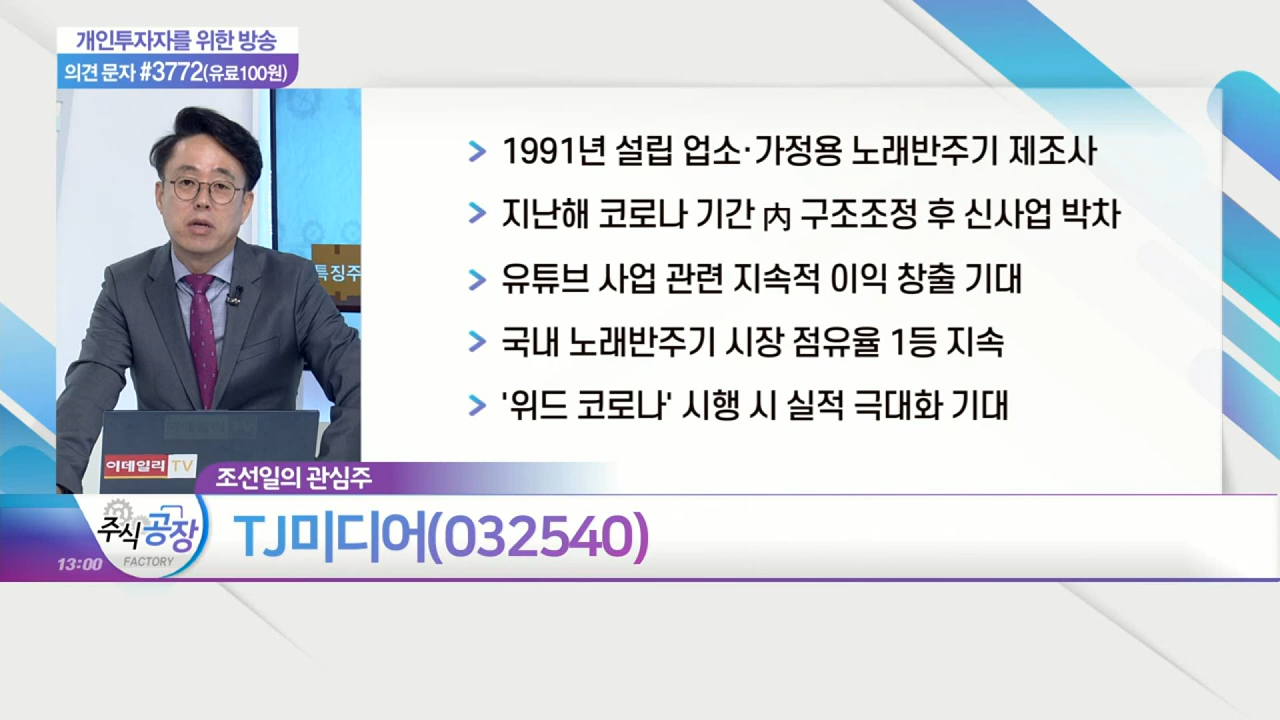 개인투자자를 위한 방송
의견 문자 #3772(유료100원)
1991년 설립 업소·가정용 노래반주기 제조사
지난해 코로나 기간 內 구조조정 후 신사업 박차
유튜브 사업 관련 지속적 이익 창출 기대
국내 노래반주기 시장 점유율 1등 지속
'위드 코로나' 시행 시 실적 극대화 기대
특징주
이데일리 TV
조선일의 관심주
주식공장
FACTORY
13:00
TJ미디어(032540)